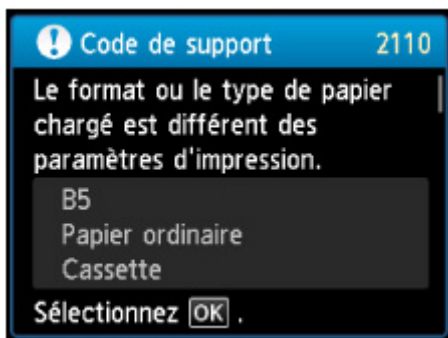 Code de support 2110
Le format ou le type de papier
chargé est différent des
paramètres d'impression.
B5
Papier ordinaire
Cassette
Sélectionnez OK .